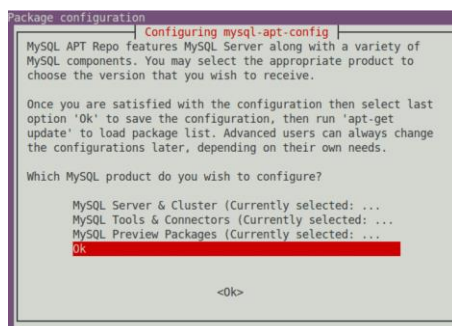 Package configuration
Configuring mysql-apt-config
MySQL APT Repo features MySQL Server along with a variety of
MySQL components. You may select the appropriate product to
choose the version that you wish to receive.
Once you are satisfied with the configuration then select last
option 'Ok' to save the configuration, then run 'apt-get
update' to load package list. Advanced users can always change
the configurations later, depending on their own needs.
Which MySQL product do you wish to configure?
MySQL Server & Cluster (Currently selected: ...
MySQL Tools & Connectors (Currently selected: ...
MySQL Preview Packages (Currently selected: ...
Ok
<Ok>